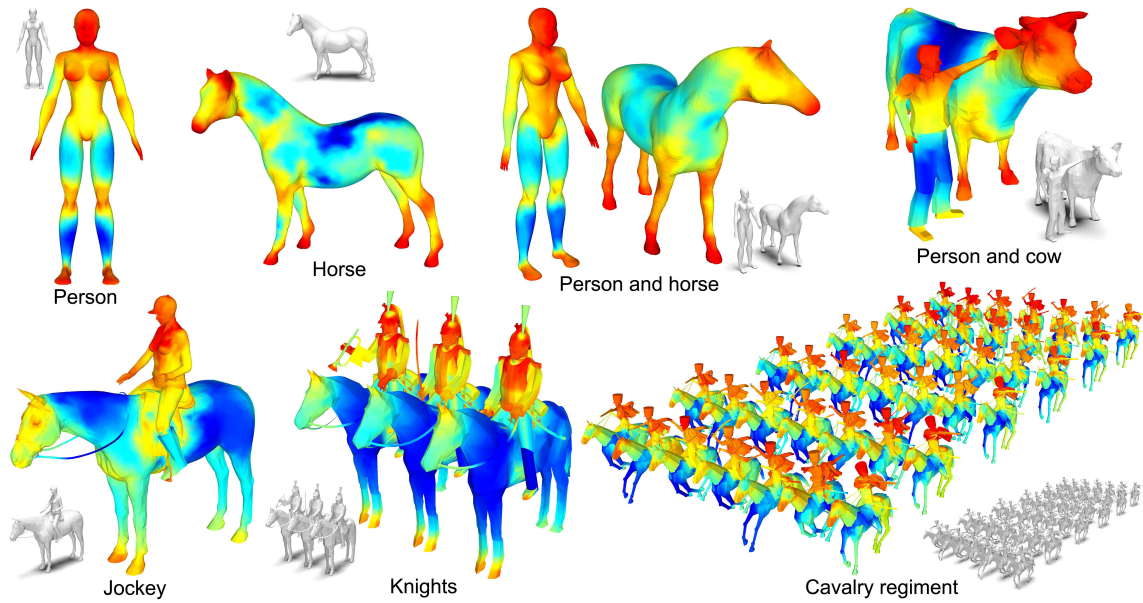 Person
Horse
Person and horse
Person and cow
Jockey
Knights
Cavalry regiment